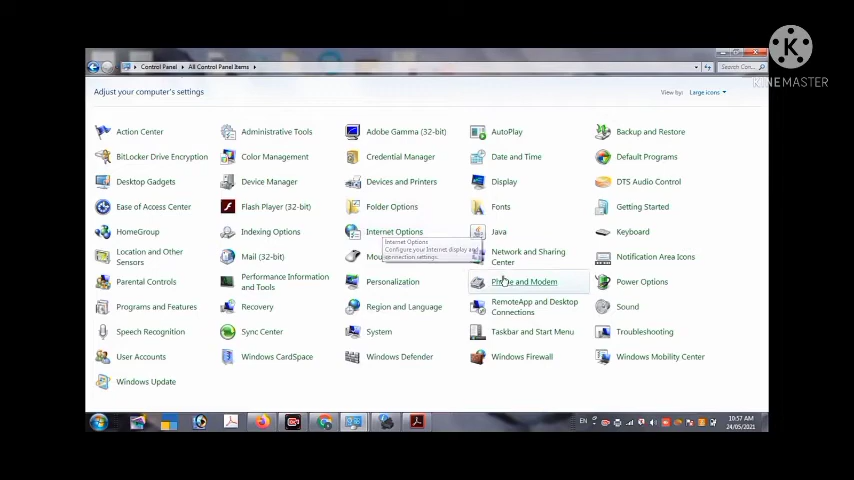 K
KINEMASTER
Control Panel ▸ All Control Panel Items ▸
Search Con...
Adjust your computer's settings
View by: Large icons
Action Center
Administrative Tools
Adobe Gamma (32-bit)
AutoPlay
Backup and Restore
BitLocker Drive Encryption
Color Management
Credential Manager
Date and Time
Default Programs
Desktop Gadgets
Device Manager
Devices and Printers
Display
DTS Audio Control
Ease of Access Center
Flash Player (32-bit)
Folder Options
Fonts
Getting Started
HomeGroup
Indexing Options
Internet Options
Java
Keyboard
Internet Options
Configure your Internet display and
connection settings.
Location and Other
Sensors
Mail (32-bit)
Network and Sharing
Center
Notification Area Icons
Parental Controls
Performance Information
and Tools
Personalization
and Modem
Power Options
Programs and Features
Recovery
Region and Language
RemoteApp and Desktop
Connections
Sound
Speech Recognition
Sync Center
System
Taskbar and Start Menu
Troubleshooting
User Accounts
Windows CardSpace
Windows Defender
Windows Firewall
Windows Mobility Center
Windows Update
EN
10:57 AM
24/05/2021